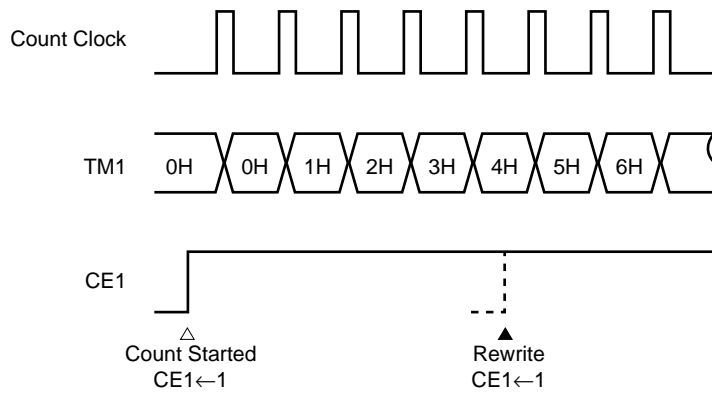 Count Clock
TM1 0H 0H 1H 2H 3H 4H 5H 6H
CE1
Count Started
CE1←1
Rewrite
CE1←1